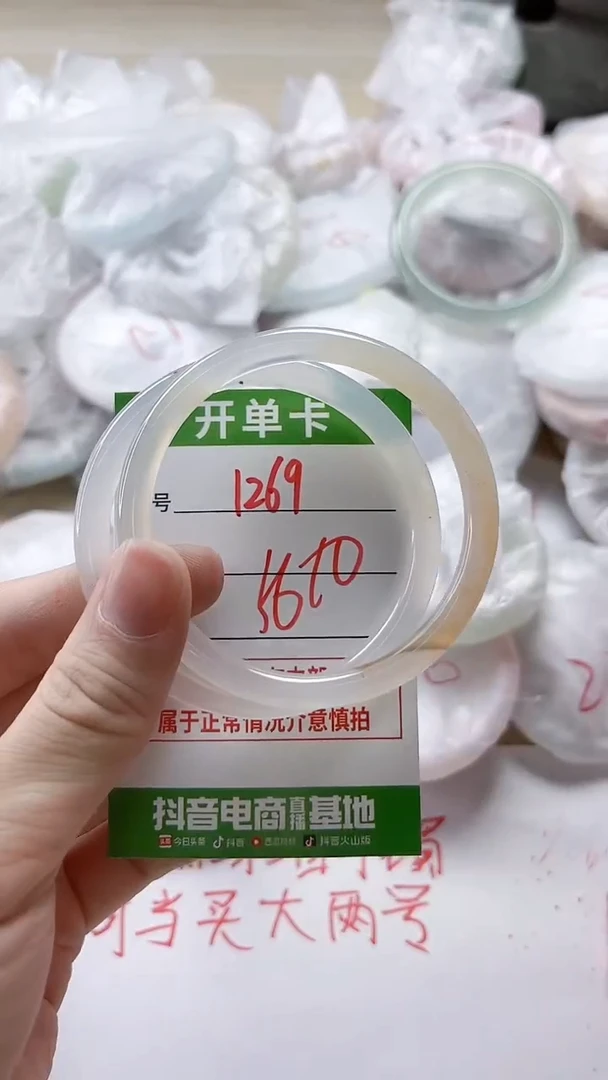 开单卡
号 1269
5670
属于正常情况介意慎拍
抖音电商直播基地
今日头条 抖音 西瓜视频 抖音火山版
当买大两号